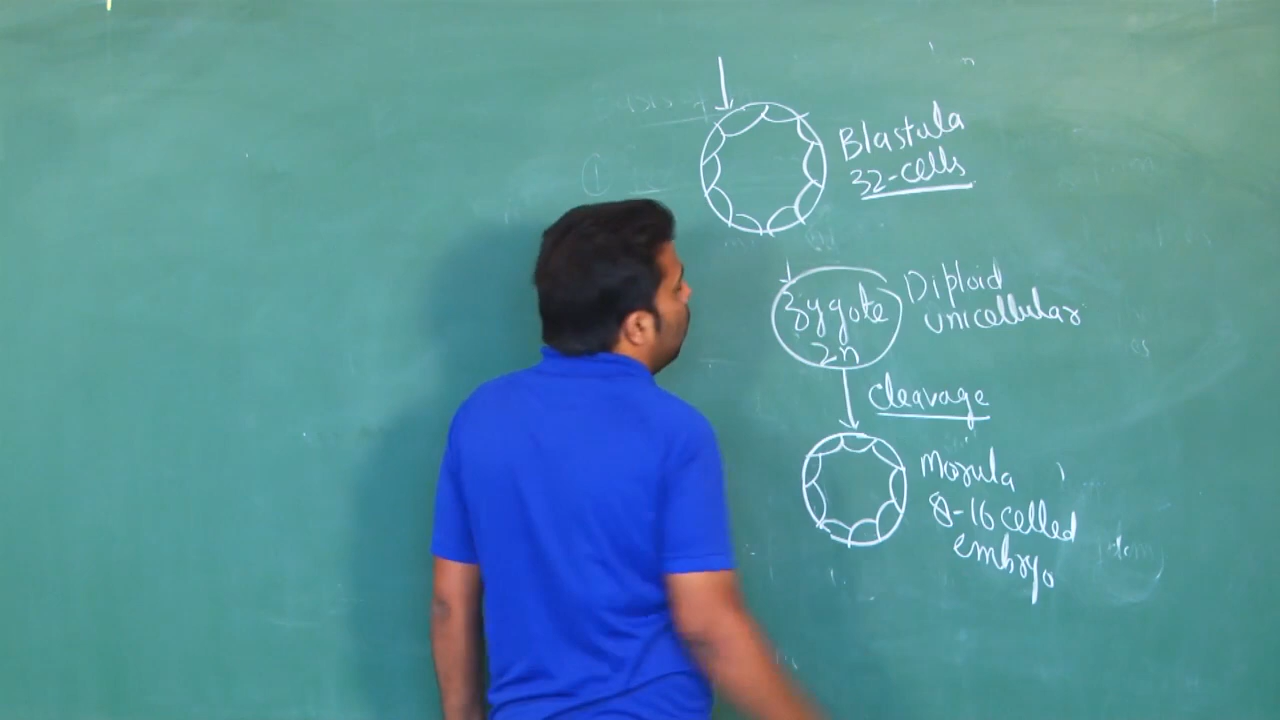 Blastula
32-cells
Zygote
2n
Diploid
unicellular
cleavage
Morula
8-16 celled
embryo